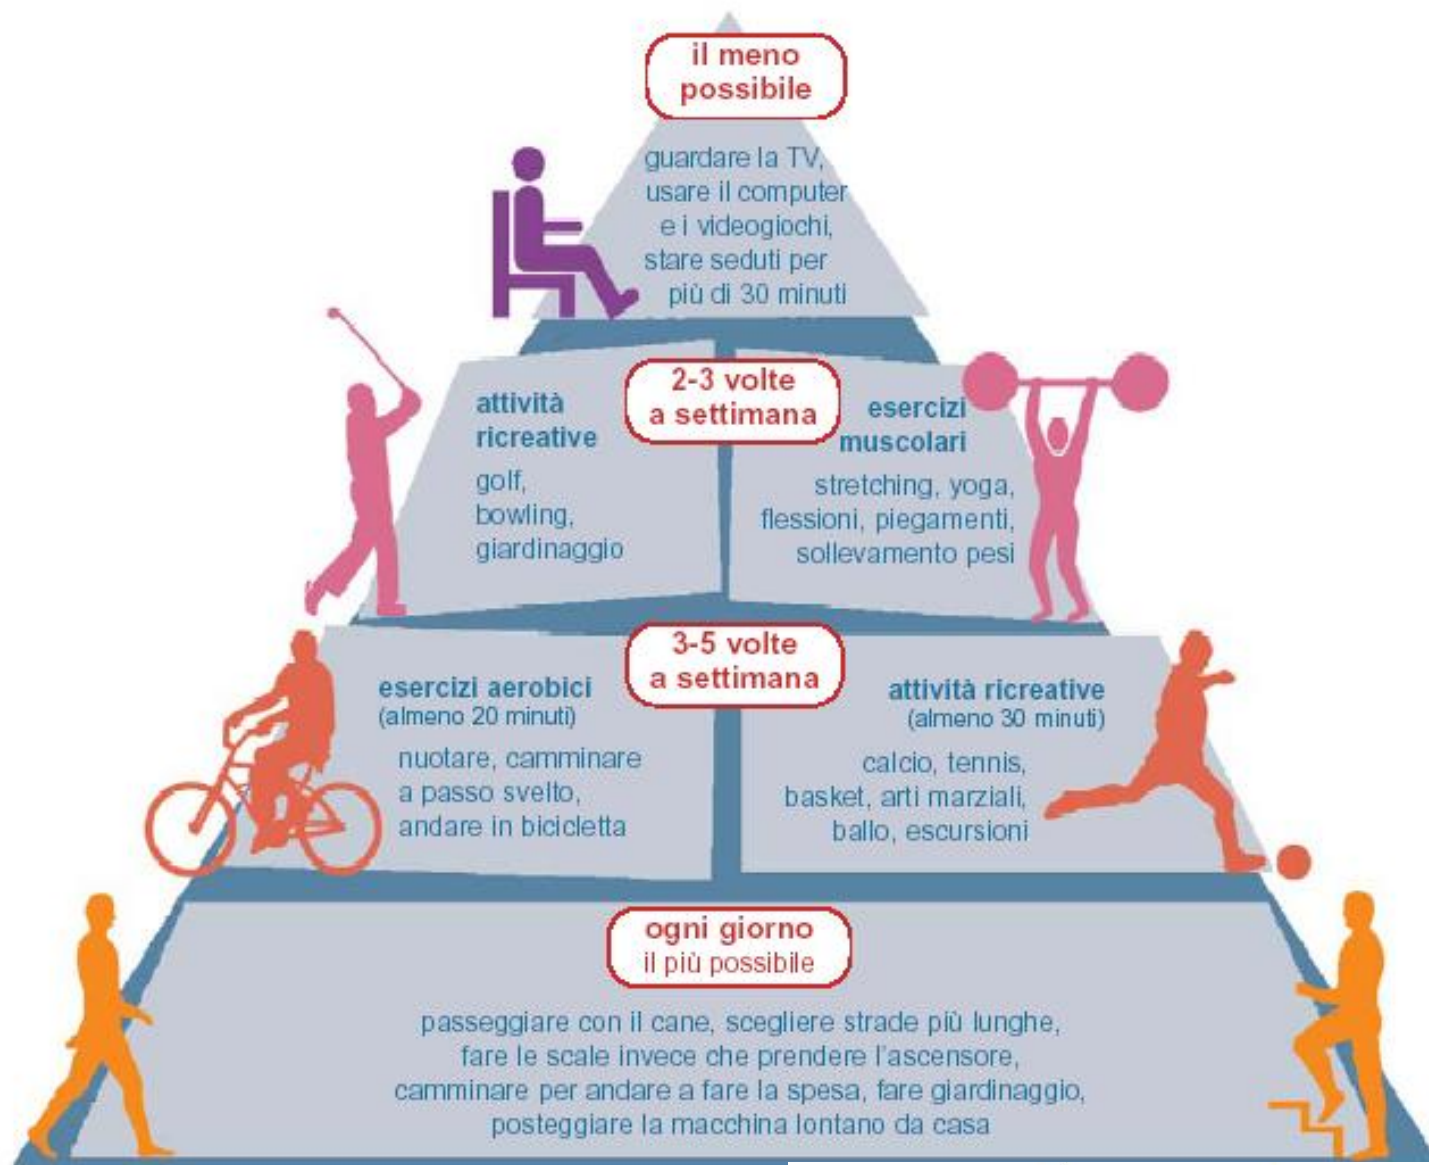 il meno
possibile
guardare la TV,
usare il computer
e i videogiochi,
stare seduti per
più di 30 minuti
2-3 volte
a settimana
attività
ricreative
golf,
bowling,
giardinaggio
esercizi
muscolari
stretching, yoga,
flessioni, piegamenti,
sollevamento pesi
3-5 volte
a settimana
esercizi aerobici
(almeno 20 minuti)
nuotare, camminare
a passo svelto,
andare in bicicletta
attività ricreative
(almeno 30 minuti)
calcio, tennis,
basket, arti marziali,
ballo, escursioni
ogni giorno
il più possibile
passeggiare con il cane, scegliere strade più lunghe,
fare le scale invece che prendere l'ascensore,
camminare per andare a fare la spesa, fare giardinaggio,
posteggiare la macchina lontano da casa